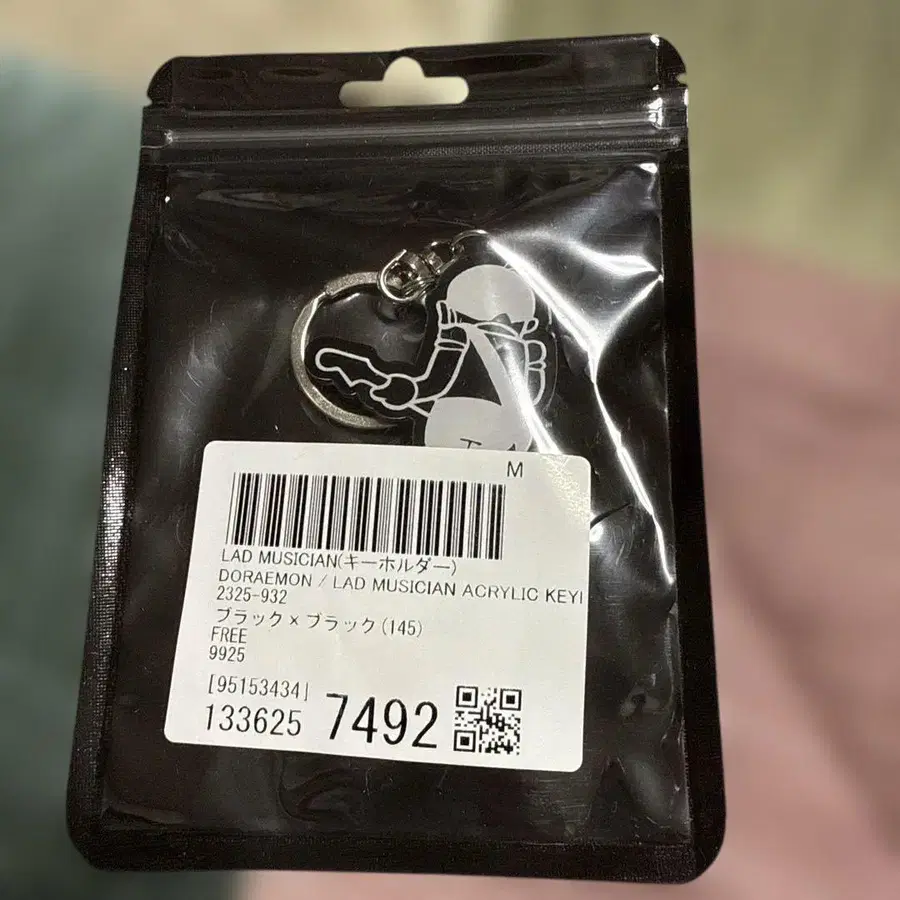 M
LAD MUSICIAN(キーホルダー)
DORAEMON / LAD MUSICIAN ACRYLIC KEYI
2325-932
ブラック×ブラック(145)
FREE
9925
[95153434]
133625 7492